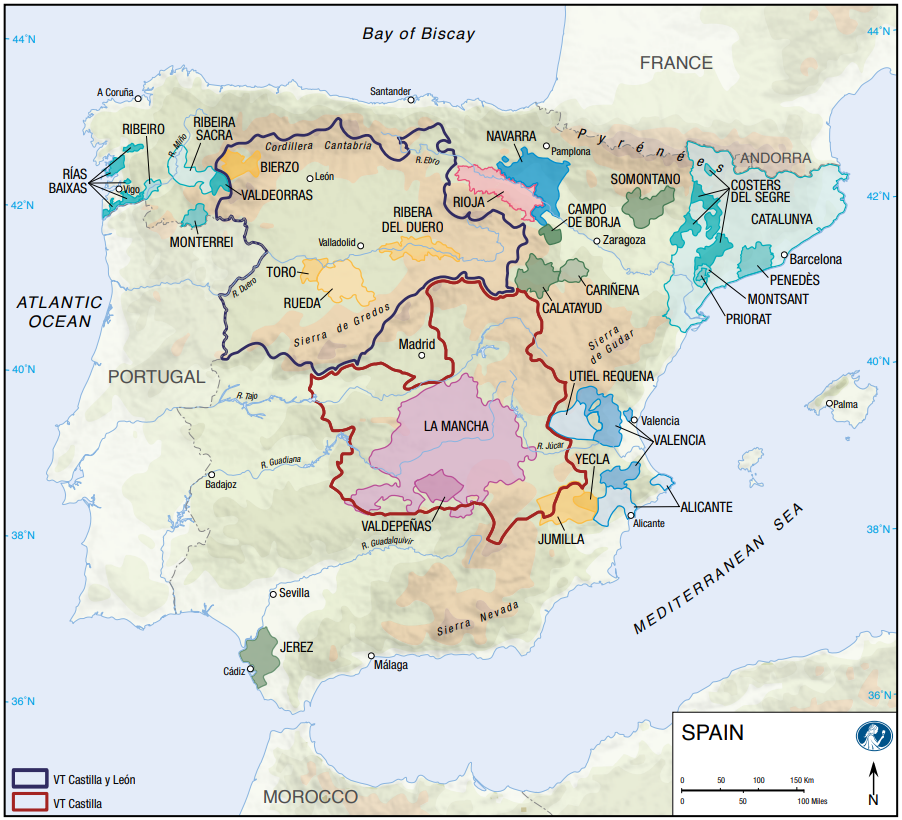 44°N
Bay of Biscay
44°N
FRANCE
A Coruña
Santander
RIBEIRO
RIBEIRA
SACRA
R. Miño
Cordillera Cantabria
R. Ebro
NAVARRA
Pamplona
Pyrénées
ANDORRA
BIERZO
León
RÍAS
BAIXAS
Vigo
VALDEORRAS
SOMONTANO
COSTERS
DEL SEGRE
42°N
42°N
RIOJA
CAMPO
DE BORJA
CATALUNYA
RIBERA
DEL DUERO
MONTERREI
Valladolid
Zaragoza
Barcelona
TORO
R. Duero
RUEDA
CARIÑENA
CALATAYUD
PENEDÈS
MONTSANT
PRIORAT
ATLANTIC
OCEAN
Sierra de Gredos
Sierra
de Gudar
Madrid
40°N
40°N
PORTUGAL
UTIEL REQUENA
R. Tajo
Palma
LA MANCHA
Valencia
VALENCIA
R. Júcar
YECLA
R. Guadiana
Badajoz
ALICANTE
Alicante
VALDEPEÑAS
38°N
38°N
JUMILLA
R. Guadalquivir
MEDITERRANEAN SEA
Sevilla
Sierra Nevada
JEREZ
Cádiz
Málaga
36°N
36°N
SPAIN
VT Castilla y León
VT Castilla
MOROCCO
0 50 100 150 Km
0 50 100 Miles
N